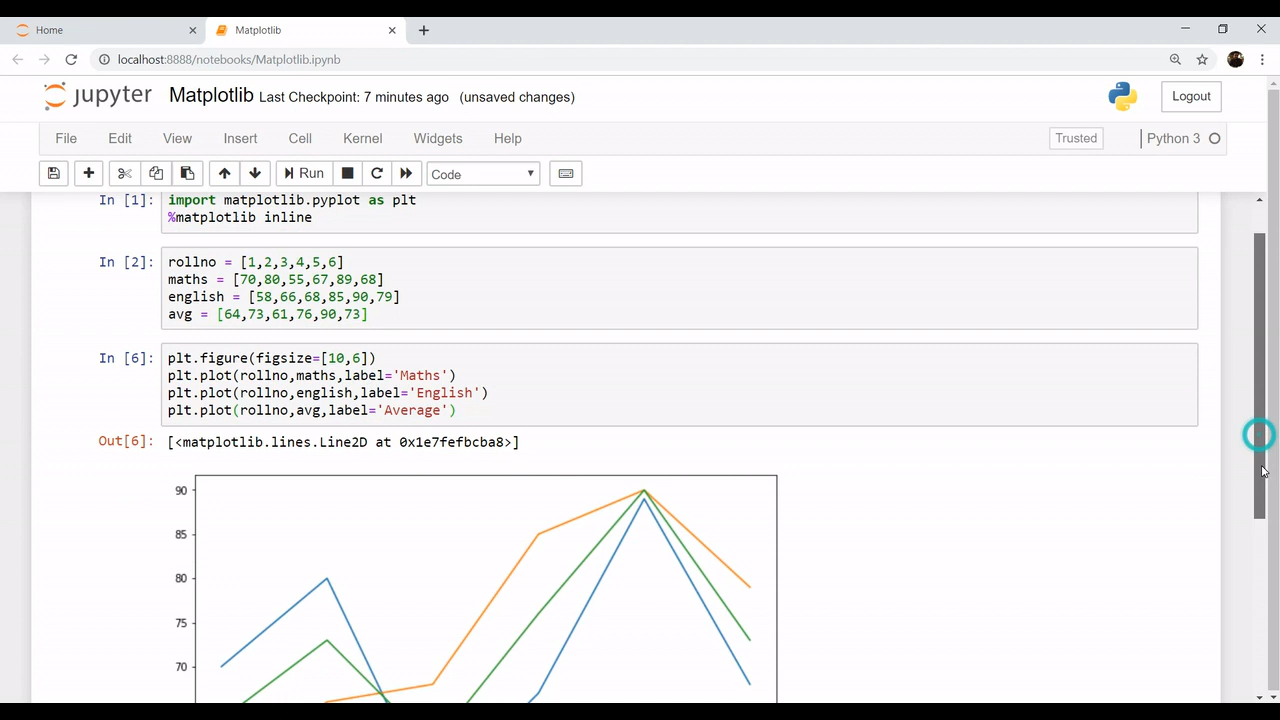 Home
Matplotlib
localhost:8888/notebooks/Matplotlib.ipynb
jupyter Matplotlib Last Checkpoint: 7 minutes ago (unsaved changes)
Logout
File Edit View Insert Cell Kernel Widgets Help
Trusted
Python 3
Run
Code
In [1]: import matplotlib.pyplot as plt
%matplotlib inline
In [2]: rollno = [1,2,3,4,5,6]
maths = [70,80,55,67,89,68]
english = [58,66,68,85,90,79]
avg = [64,73,61,76,90,73]
In [6]: plt.figure(figsize=[10,6])
plt.plot(rollno,maths,label='Maths')
plt.plot(rollno,english,label='English')
plt.plot(rollno,avg,label='Average')
Out[6]: [<matplotlib.lines.Line2D at 0x1e7fefbcba8>]
90
85
80
75
70